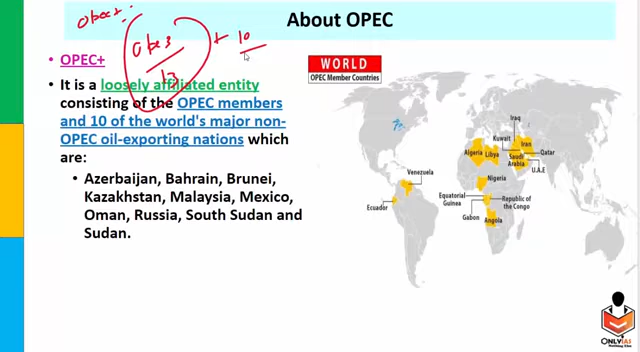 About OPEC
Opec+
Opec + 10
13
OPEC+
It is a loosely affiliated entity
consisting of the OPEC members
and 10 of the world's major non-
OPEC oil-exporting nations which
are:
Azerbaijan, Bahrain, Brunei,
Kazakhstan, Malaysia, Mexico,
Oman, Russia, South Sudan and
Sudan.
WORLD
OPEC Member Countries
Iraq
Kuwait
Iran
Algeria
Libya
Saudi
Arabia
Qatar
U.A.E
Venezuela
Nigeria
Ecuador
Equatorial
Guinea
Republic of
the Congo
Gabon
Angola
ONLYIAS